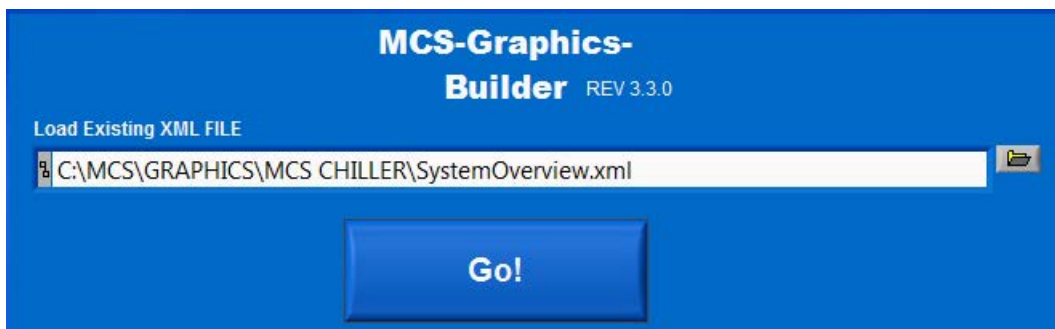 MCS-Graphics-
Builder REV 3.3.0
Load Existing XML FILE
C:\MCS\GRAPHICS\MCS CHILLER\SystemOverview.xml
Go!